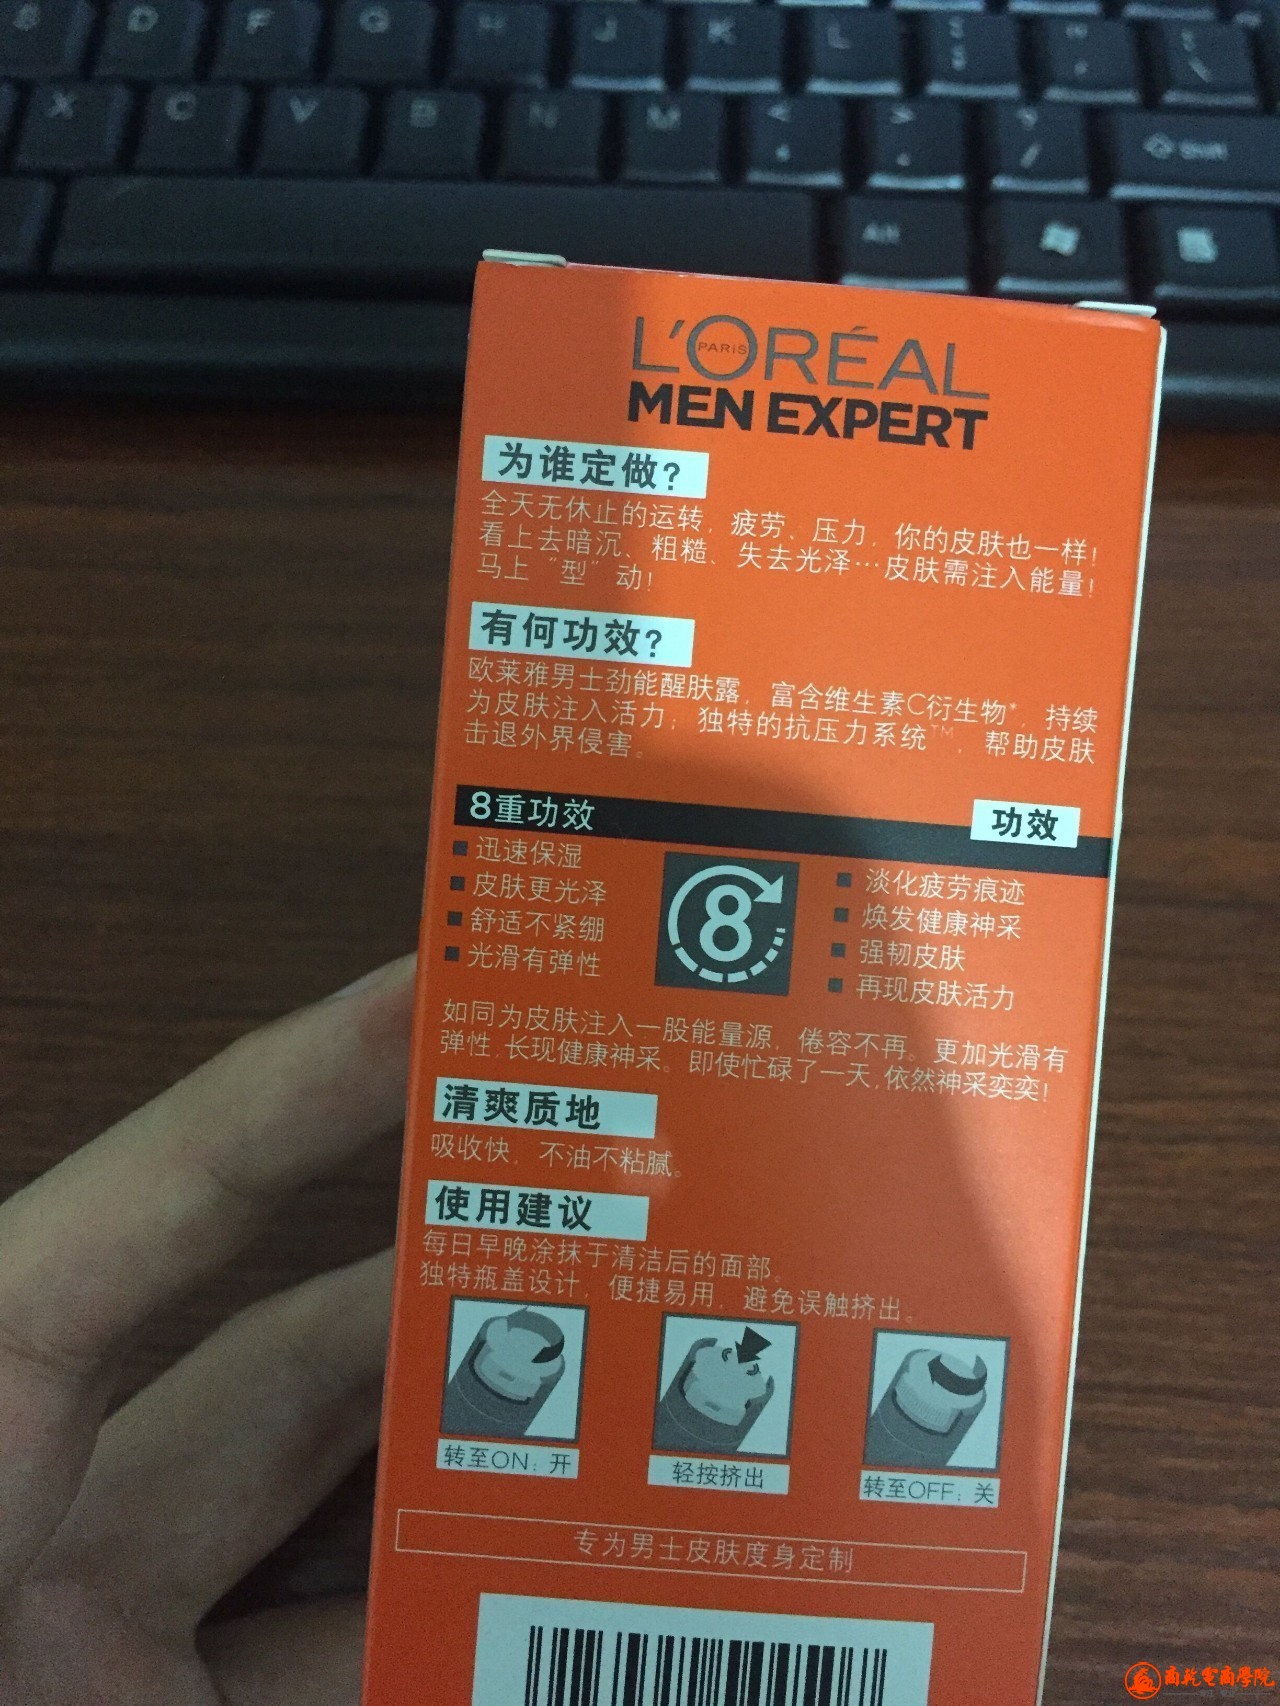 S D F G H J K L : ; " '
X C V B N M < , > . ? / Shift
Alt
L'ORÉAL
PARIS
MEN EXPERT
为谁定做?
全天无休止的运转，疲劳、压力，你的皮肤也一样！
看上去暗沉、粗糙、失去光泽…皮肤需注入能量！
马上“型”动！
有何功效?
欧莱雅男士劲能醒肤露，富含维生素C衍生物*，持续
为皮肤注入活力；独特的抗压力系统™，帮助皮肤
击退外界侵害。
8重功效
功效
■ 迅速保湿
■ 皮肤更光泽
■ 舒适不紧绷
■ 光滑有弹性
8
■ 淡化疲劳痕迹
■ 焕发健康神采
■ 强韧皮肤
■ 再现皮肤活力
如同为皮肤注入一股能量源，倦容不再。更加光滑有
弹性，长现健康神采。即使忙碌了一天，依然神采奕奕！
清爽质地
吸收快，不油不粘腻。
使用建议
每日早晚涂抹于清洁后的面部。
独特瓶盖设计，便捷易用，避免误触挤出。
转至ON：开
轻按挤出
转至OFF：关
专为男士皮肤度身定制
商乾电商學院